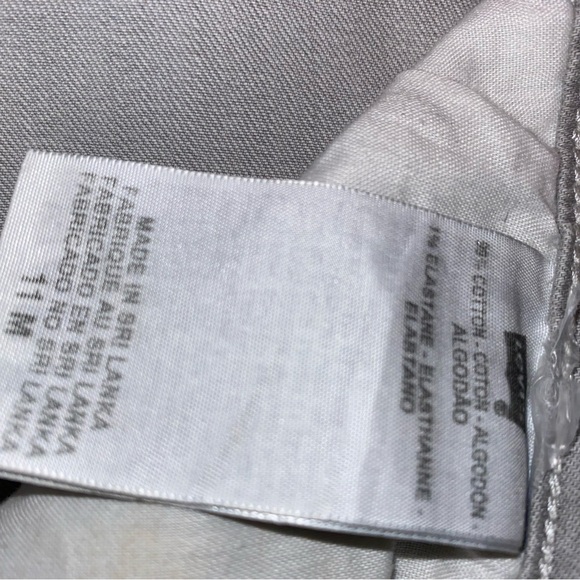 ®
99% COTTON - COTON - ALGODON -
ALGODÃO
1% ELASTANE - ELASTHANNE -
ELASTANO
MADE IN SRI LANKA
FABRIQUE AU SRI LANKA
FABRICADO EN SRI LANKA
FABRICADO NO SRI LANKA
11 M